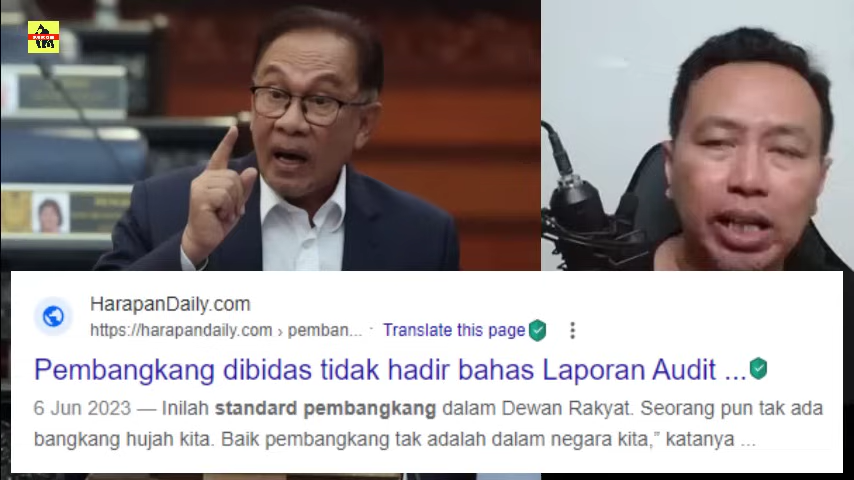 HarapanDaily.com
https://harapandaily.com › pemban... · Translate this page
Pembangkang dibidas tidak hadir bahas Laporan Audit ...
6 Jun 2023 — Inilah standard pembangkang dalam Dewan Rakyat. Seorang pun tak ada
bangkang hujah kita. Baik pembangkang tak adalah dalam negara kita,” katanya ...